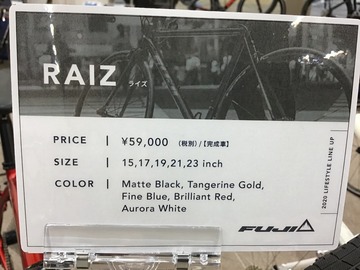 RAIZ ライズ
PRICE | ¥59,000 (税別)/【完成車】
SIZE | 15,17,19,21,23 inch
COLOR | Matte Black, Tangerine Gold,
Fine Blue, Brilliant Red,
Aurora White
2020 LIFESTYLE LINE UP
FUJI